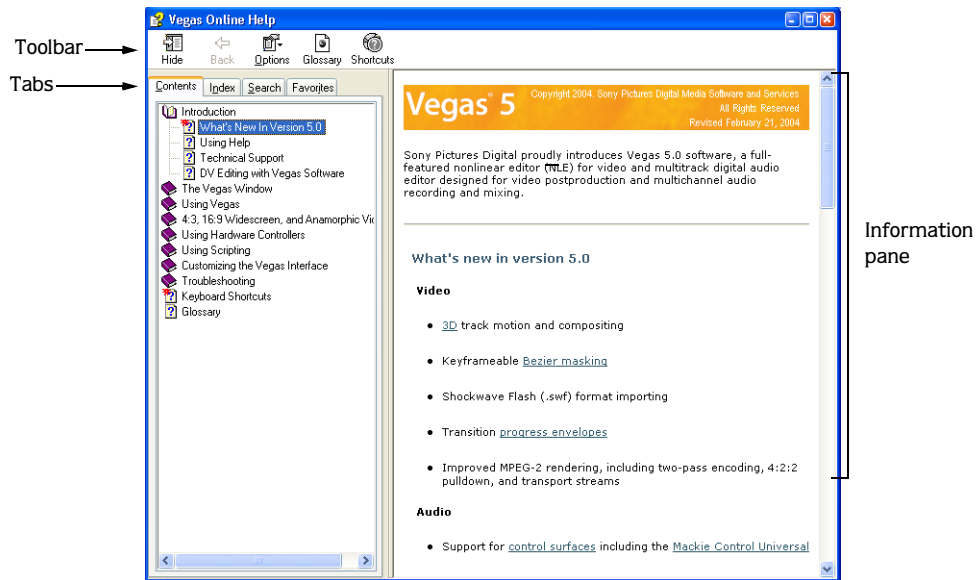 Vegas Online Help
Toolbar
Hide Back Options Glossary Shortcuts
Tabs
Contents Index Search Favorites
Introduction
What's New In Version 5.0
Using Help
Technical Support
DV Editing with Vegas Software
The Vegas Window
Using Vegas
4:3, 16:9 Widescreen, and Anamorphic Vic
Using Hardware Controllers
Using Scripting
Customizing the Vegas Interface
Troubleshooting
Keyboard Shortcuts
Glossary
Vegas® 5
Copyright 2004. Sony Pictures Digital Media Software and Services
All Rights Reserved
Revised February 21, 2004
Sony Pictures Digital proudly introduces Vegas 5.0 software, a full-
featured nonlinear editor (NLE) for video and multitrack digital audio
editor designed for video postproduction and multichannel audio
recording and mixing.
What's new in version 5.0
Video
• 3D track motion and compositing
• Keyframeable Bezier masking
• Shockwave Flash (.swf) format importing
• Transition progress envelopes
• Improved MPEG-2 rendering, including two-pass encoding, 4:2:2
pulldown, and transport streams
Audio
• Support for control surfaces including the Mackie Control Universal
Information
pane